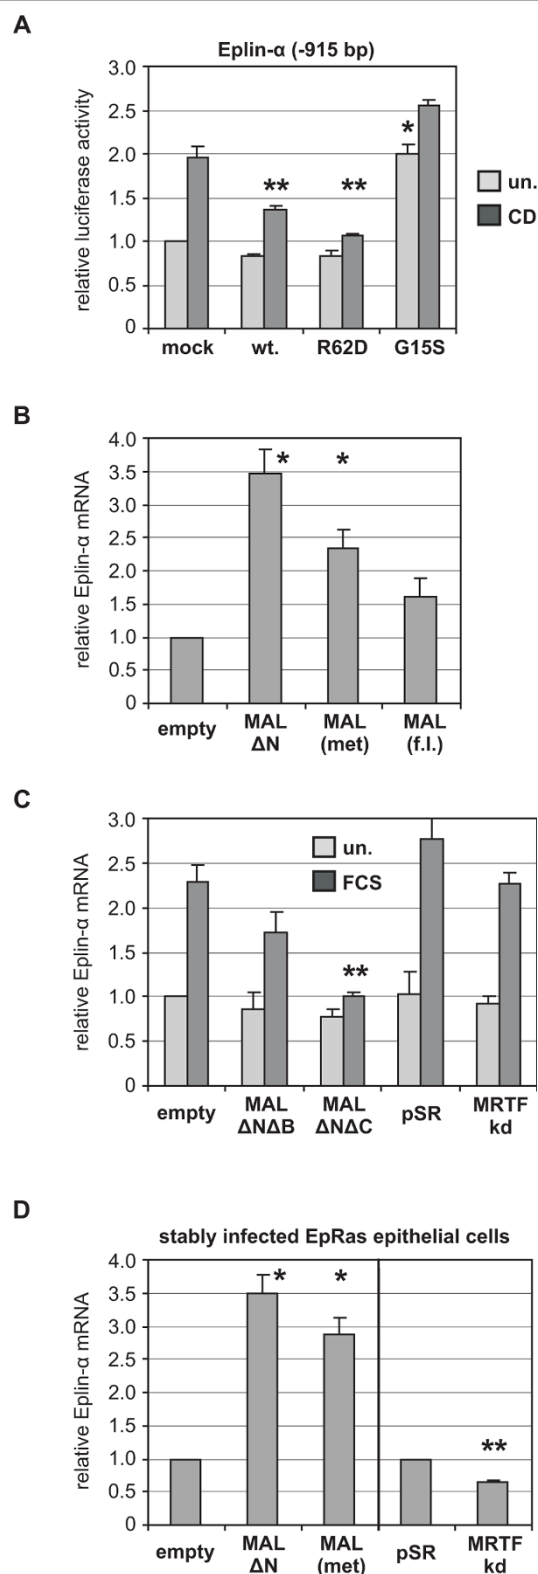 A
Eplin-α (-915 bp)
relative luciferase activity
3.0
2.5
2.0
1.5
1.0
0.5
0
*
**
**
un.
CD
mock wt. R62D G15S
B
relative Eplin-α mRNA
4.0
3.5
3.0
2.5
2.0
1.5
1.0
0.5
0
* *
empty MAL ΔN MAL (met) MAL (f.l.)
C
relative Eplin-α mRNA
3.0
2.5
2.0
1.5
1.0
0.5
0
un.
FCS
**
empty MAL ΔNΔB MAL ΔNΔC pSR MRTF kd
D
stably infected EpRas epithelial cells
relative Eplin-α mRNA
4.0
3.5
3.0
2.5
2.0
1.5
1.0
0.5
0
* *
**
empty MAL ΔN MAL (met) pSR MRTF kd